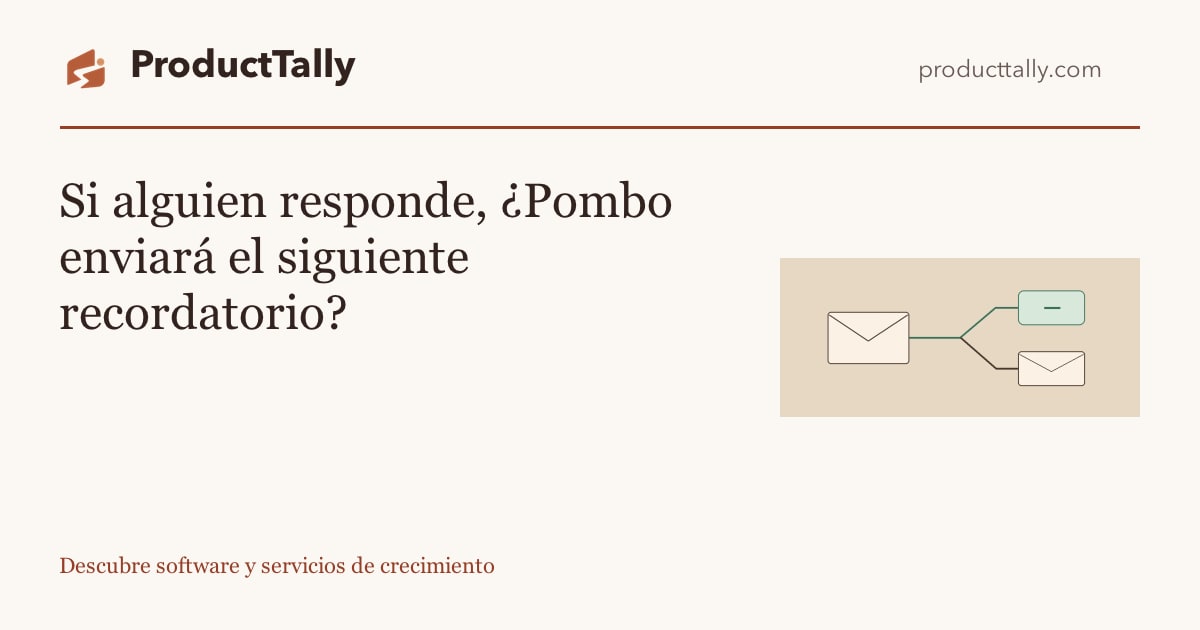 ProductTally
producttally.com
Si alguien responde, ¿Pombo
enviará el siguiente
recordatorio?
Descubre software y servicios de crecimiento